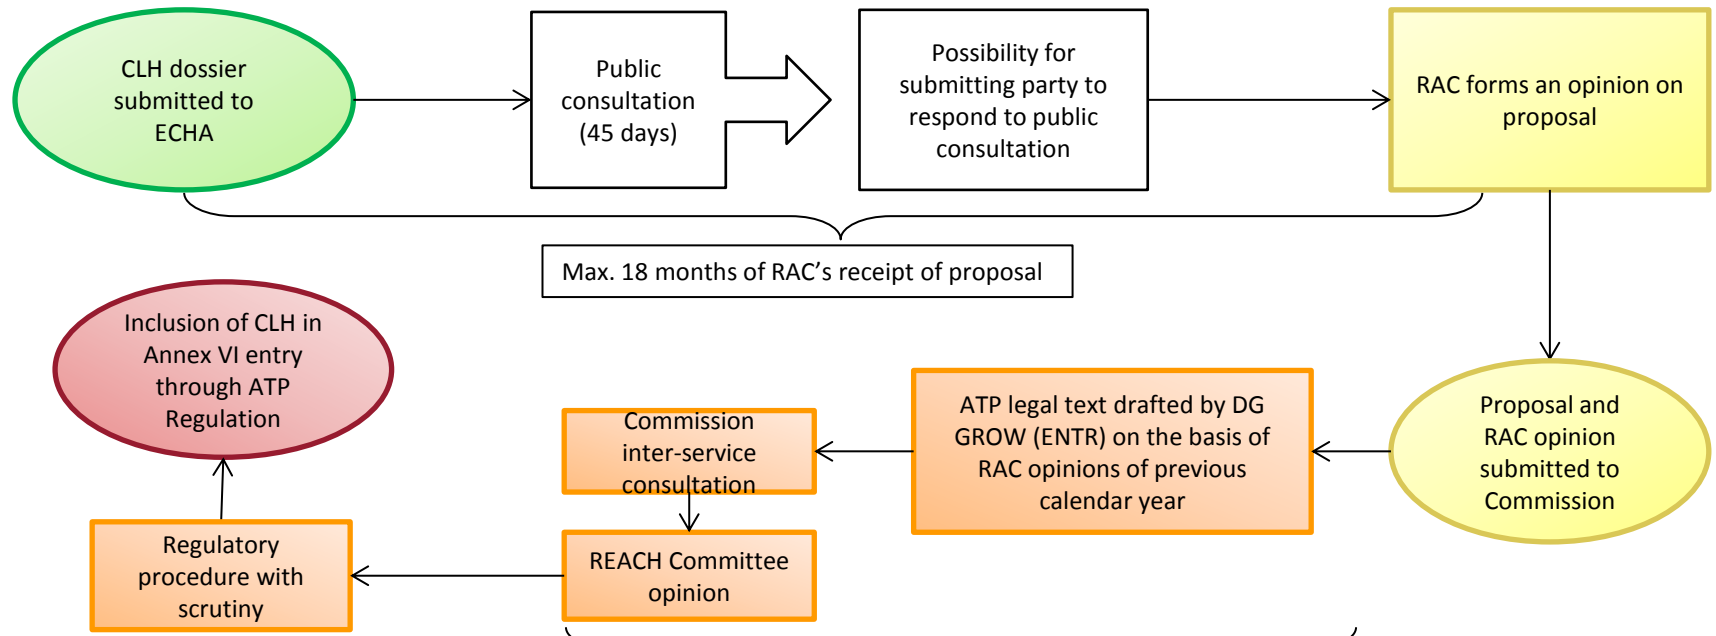 CLH dossier
submitted to
ECHA
Public
consultation
(45 days)
Possibility for
submitting party to
respond to public
consultation
RAC forms an opinion on
proposal
Max. 18 months of RAC’s receipt of proposal
Proposal and
RAC opinion
submitted to
Commission
ATP legal text drafted by DG
GROW (ENTR) on the basis of
RAC opinions of previous
calendar year
Commission
inter-service
consultation
REACH Committee
opinion
Regulatory
procedure with
scrutiny
Inclusion of CLH in
Annex VI entry
through ATP
Regulation